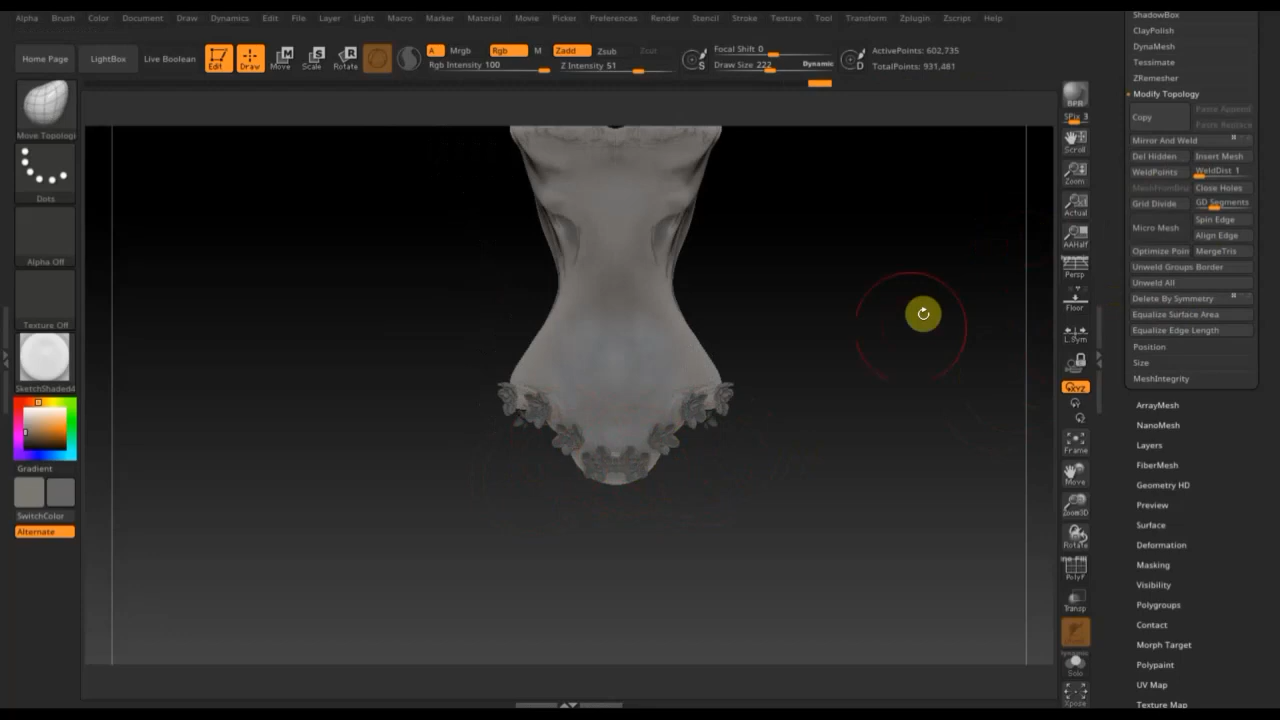 Alpha Brush Color Document Draw Dynamics Edit File Layer Light Macro Marker Material Movie Picker Preferences Render Stencil Stroke Texture Tool Transform Zplugin Zscript Help
Home Page LightBox Live Boolean Edit Draw Move Scale Rotate
A Mrgb Rgb M Zadd Zsub Zcut
Rgb Intensity 100 Z Intensity 51
Focal Shift 0
Draw Size 222 Dynamic
S
D
ActivePoints: 602,735
TotalPoints: 931,481
Move Topologi
Dots
Alpha Off
Texture Off
SketchShaded4
Gradient
SwitchColor
Alternate
BPR
SPix 3
Scroll
Zoom
Actual
AAHalf
Dynamic
Persp
Floor
L.Sym
XYZ
Y
Z
Frame
Move
Zoom3D
Rotate
PolyF
Transp
Dynamic
Solo
Xpose
ShadowBox
ClayPolish
DynaMesh
Tessimate
ZRemesher
Modify Topology
Copy
Paste Append
Paste Replace
Mirror And Weld
Del Hidden Insert Mesh
WeldPoints WeldDist 1
MeshFromBru Close Holes
Grid Divide GD Segments
Micro Mesh
Spin Edge
Align Edge
Optimize Poin MergeTris
Unweld Groups Border
Unweld All
Delete By Symmetry
Equalize Surface Area
Equalize Edge Length
Position
Size
MeshIntegrity
ArrayMesh
NanoMesh
Layers
FiberMesh
Geometry HD
Preview
Surface
Deformation
Masking
Visibility
Polygroups
Contact
Morph Target
Polypaint
UV Map
Texture Map